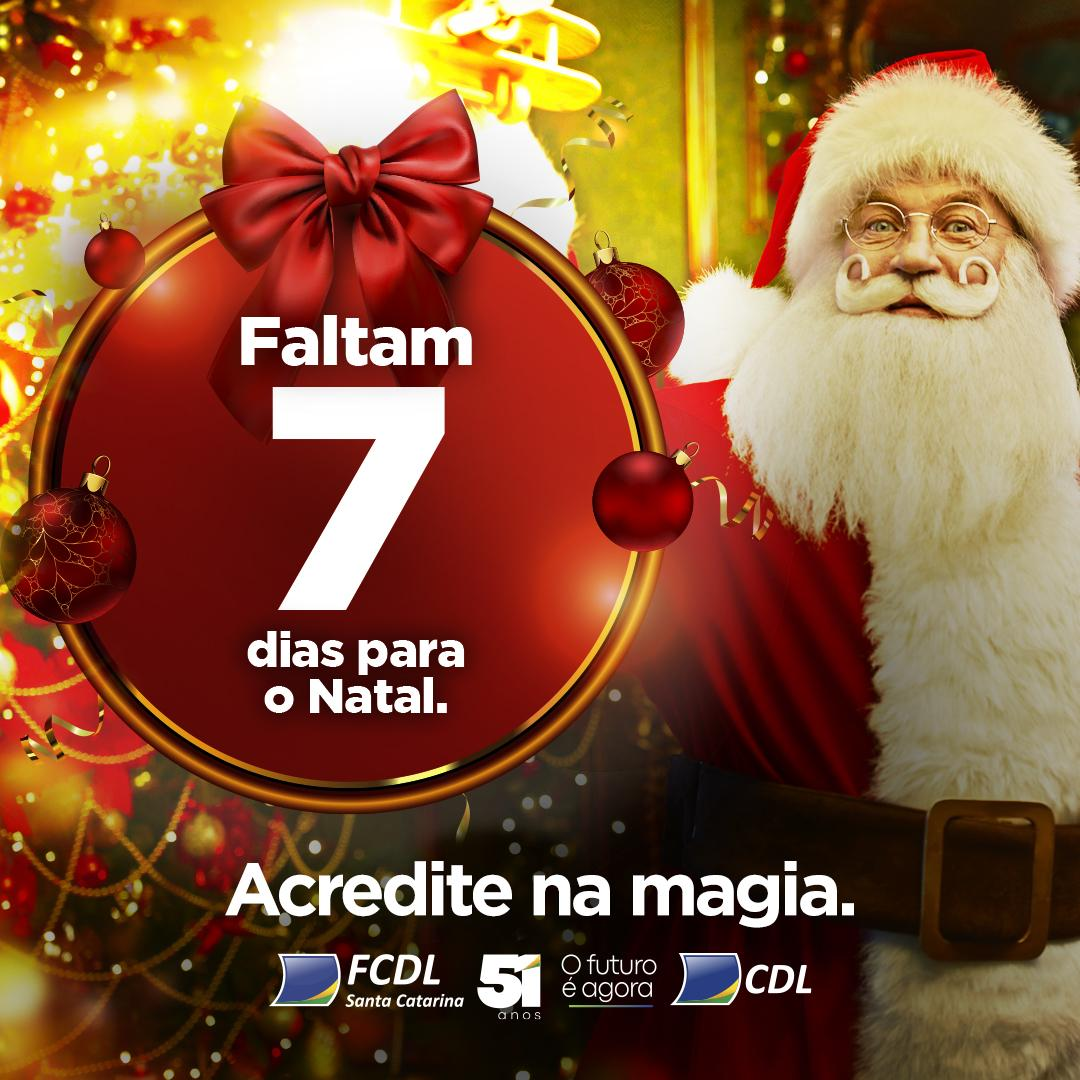 Faltam
7
dias para
o Natal.
Acredite na magia.
FCDL
Santa Catarina
51
anos
O futuro
é agora
CDL